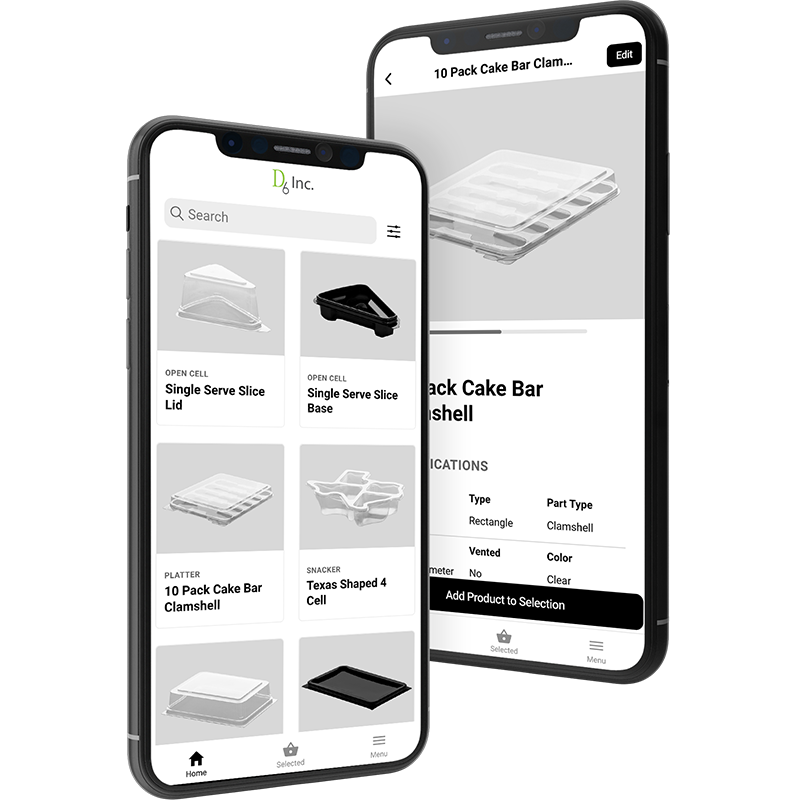 D6 Inc.
Search
OPEN CELL
Single Serve Slice
Lid
OPEN CELL
Single Serve Slice
Base
PLATTER
10 Pack Cake Bar
Clamshell
SNACKER
Texas Shaped 4
Cell
Home
Selected
Menu
10 Pack Cake Bar Clam...
Edit
ack Cake Bar
shell
ICATIONS
Type
Part Type
Rectangle
Clamshell
Vented
Color
meter
No
Clear
Add Product to Selection
Selected
Menu